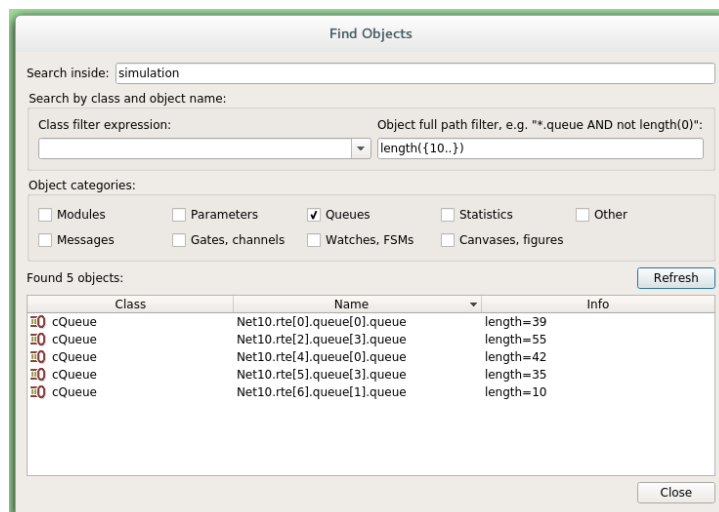 Find Objects
Search inside: simulation
Search by class and object name:
Class filter expression: Object full path filter, e.g. "*.queue AND not length(0)":
length({10..})
Object categories:
Modules Parameters Queues Statistics Other
Messages Gates, channels Watches, FSMs Canvases, figures
Found 5 objects: Refresh
Class Name Info
cQueue Net10.rte[0].queue[0].queue length=39
cQueue Net10.rte[2].queue[3].queue length=55
cQueue Net10.rte[4].queue[0].queue length=42
cQueue Net10.rte[5].queue[3].queue length=35
cQueue Net10.rte[6].queue[1].queue length=10
Close